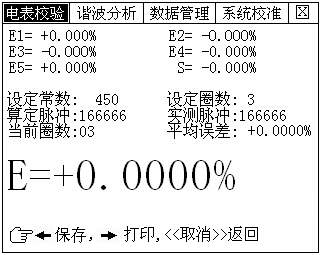 电表校验 谐波分析 数据管理 系统校准
E1= +0.000% E2= -0.000%
E3= -0.000% E4= -0.000%
E5= +0.000% S= -0.000%
设定常数: 450 设定圈数: 3
算定脉冲:166666 实测脉冲:166666
当前圈数:03 平均误差: +0.0000%
E=+0.0000%
保存, 打印,<<取消>>返回